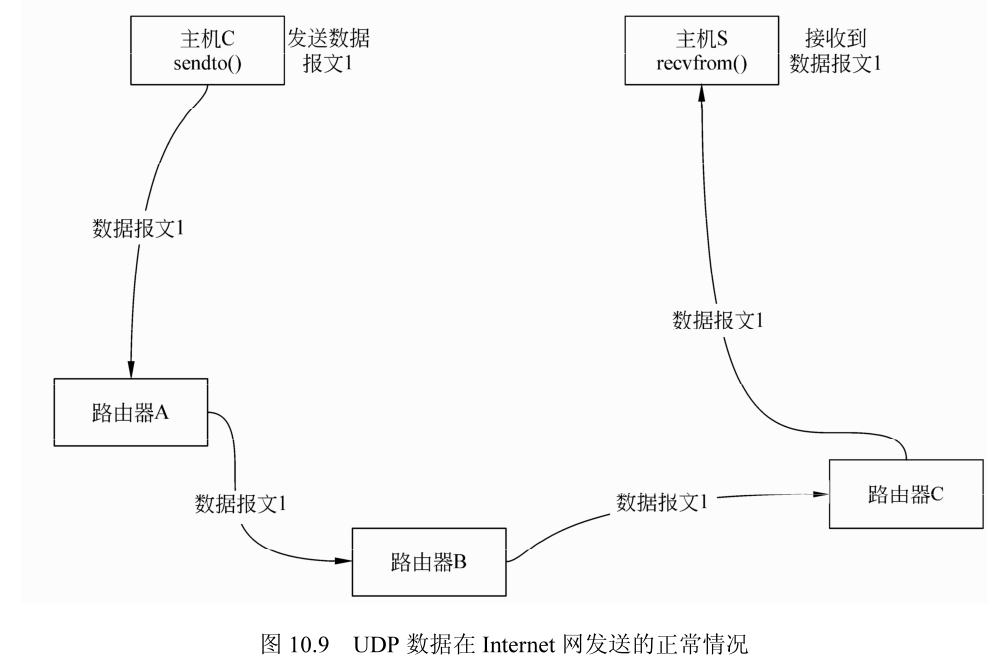 主机C
sendto()
发送数据
报文1
主机S
recvfrom()
接收到
数据报文1
数据报文1
数据报文1
路由器A
数据报文1
数据报文1
路由器C
路由器B
图 10.9 UDP 数据在 Internet 网发送的正常情况